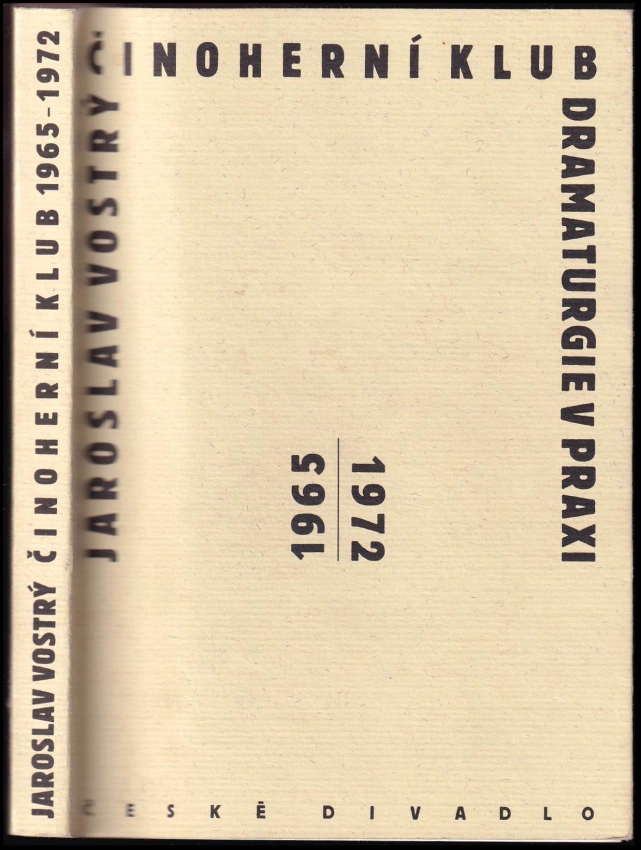 JAROSLAV VOSTRÝ ČINOHERNÍ KLUB 1965–1972
JAROSLAV VOSTRÝ
ČINOHERNÍ KLUB
DRAMATURGIE V PRAXI
1965
1972
ČESKÉ DIVADLO